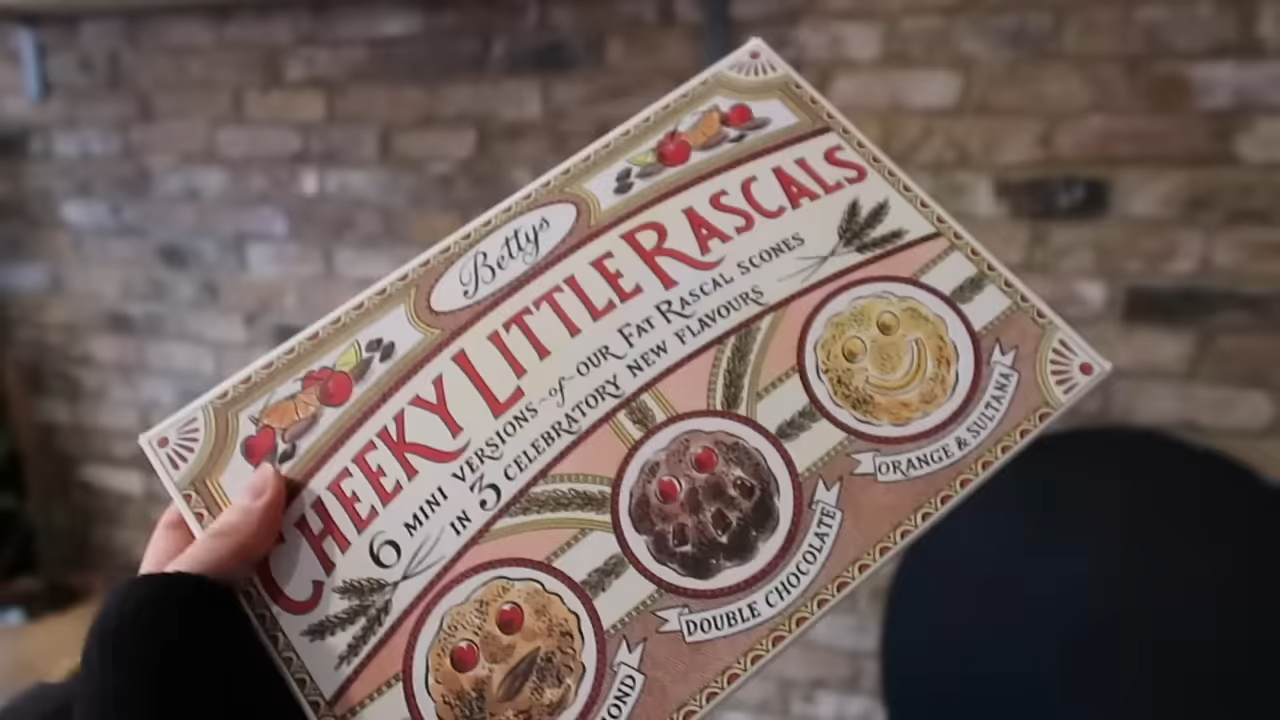 Bettys
CHEEKY LITTLE RASCALS
6 MINI VERSIONS of OUR FAT RASCAL SCONES
IN 3 CELEBRATORY NEW FLAVOURS
ORANGE & SULTANA
DOUBLE CHOCOLATE